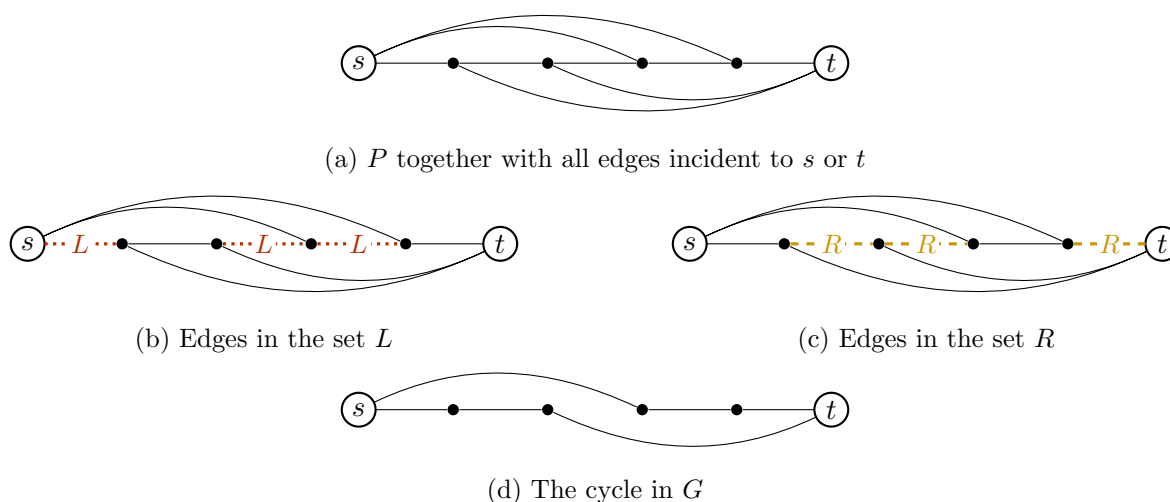 s t
(a) P together with all edges incident to s or t
s L L L t
(b) Edges in the set L
s R R R t
(c) Edges in the set R
s t
(d) The cycle in G